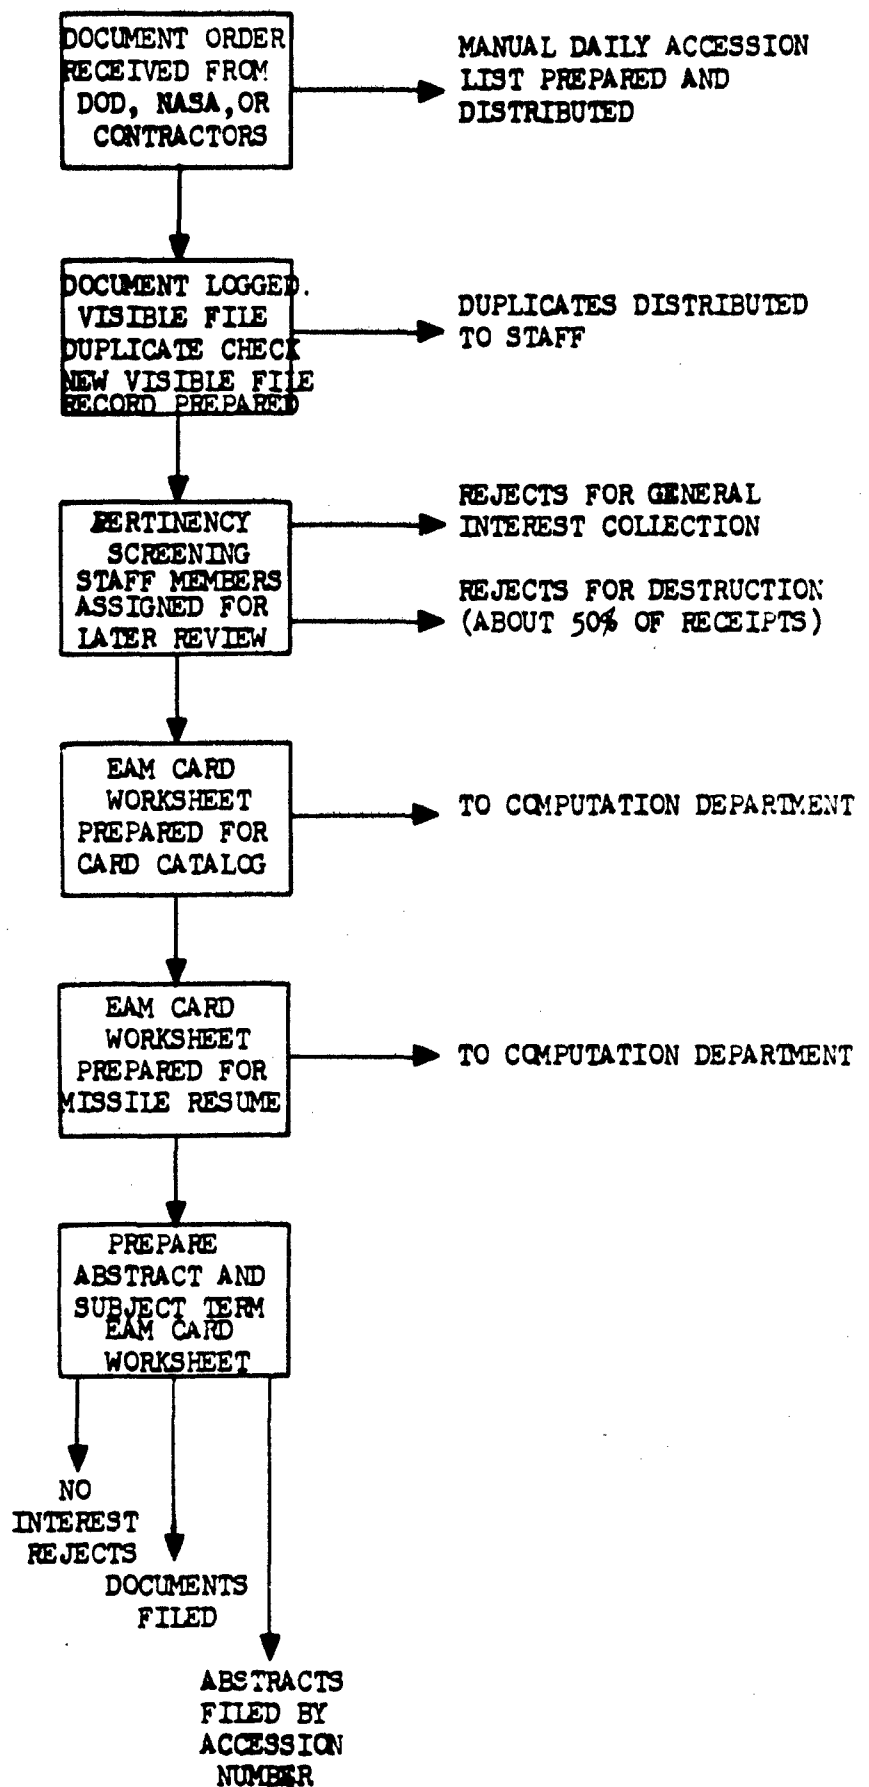 DOCUMENT ORDER
RECEIVED FROM
DOD, NASA, OR
CONTRACTORS
MANUAL DAILY ACCESSION
LIST PREPARED AND
DISTRIBUTED
DOCUMENT LOGGED.
VISIBLE FILE
DUPLICATE CHECK
NEW VISIBLE FILE
RECORD PREPARED
DUPLICATES DISTRIBUTED
TO STAFF
PERTINENCY
SCREENING
STAFF MEMBERS
ASSIGNED FOR
LATER REVIEW
REJECTS FOR GENERAL
INTEREST COLLECTION
REJECTS FOR DESTRUCTION
(ABOUT 50% OF RECEIPTS)
EAM CARD
WORKSHEET
PREPARED FOR
CARD CATALOG
TO COMPUTATION DEPARTMENT
EAM CARD
WORKSHEET
PREPARED FOR
MISSILE RESUME
TO COMPUTATION DEPARTMENT
PREPARE
ABSTRACT AND
SUBJECT TERM
EAM CARD
WORKSHEET
NO
INTEREST
REJECTS
DOCUMENTS
FILED
ABSTRACTS
FILED BY
ACCESSION
NUMBER